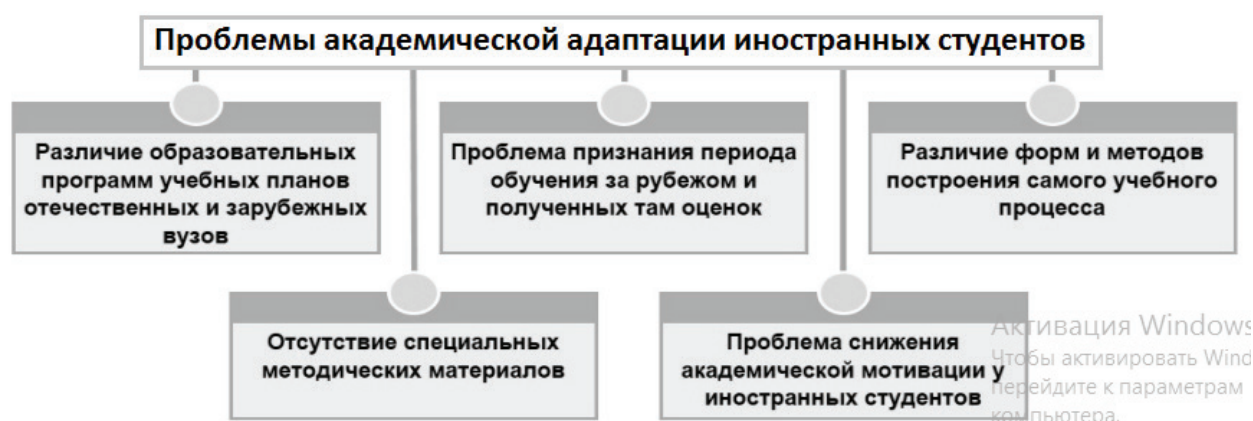 Проблемы академической адаптации иностранных студентов
Различие образовательных
программ учебных планов
отечественных и зарубежных
вузов
Проблема признания периода
обучения за рубежом и
полученных там оценок
Различие форм и методов
построения самого учебного
процесса
Отсутствие специальных
методических материалов
Проблема снижения
академической мотивации у
иностранных студентов
Активация Windows
Чтобы активировать Wind
перейдите к параметрам
компьютера.